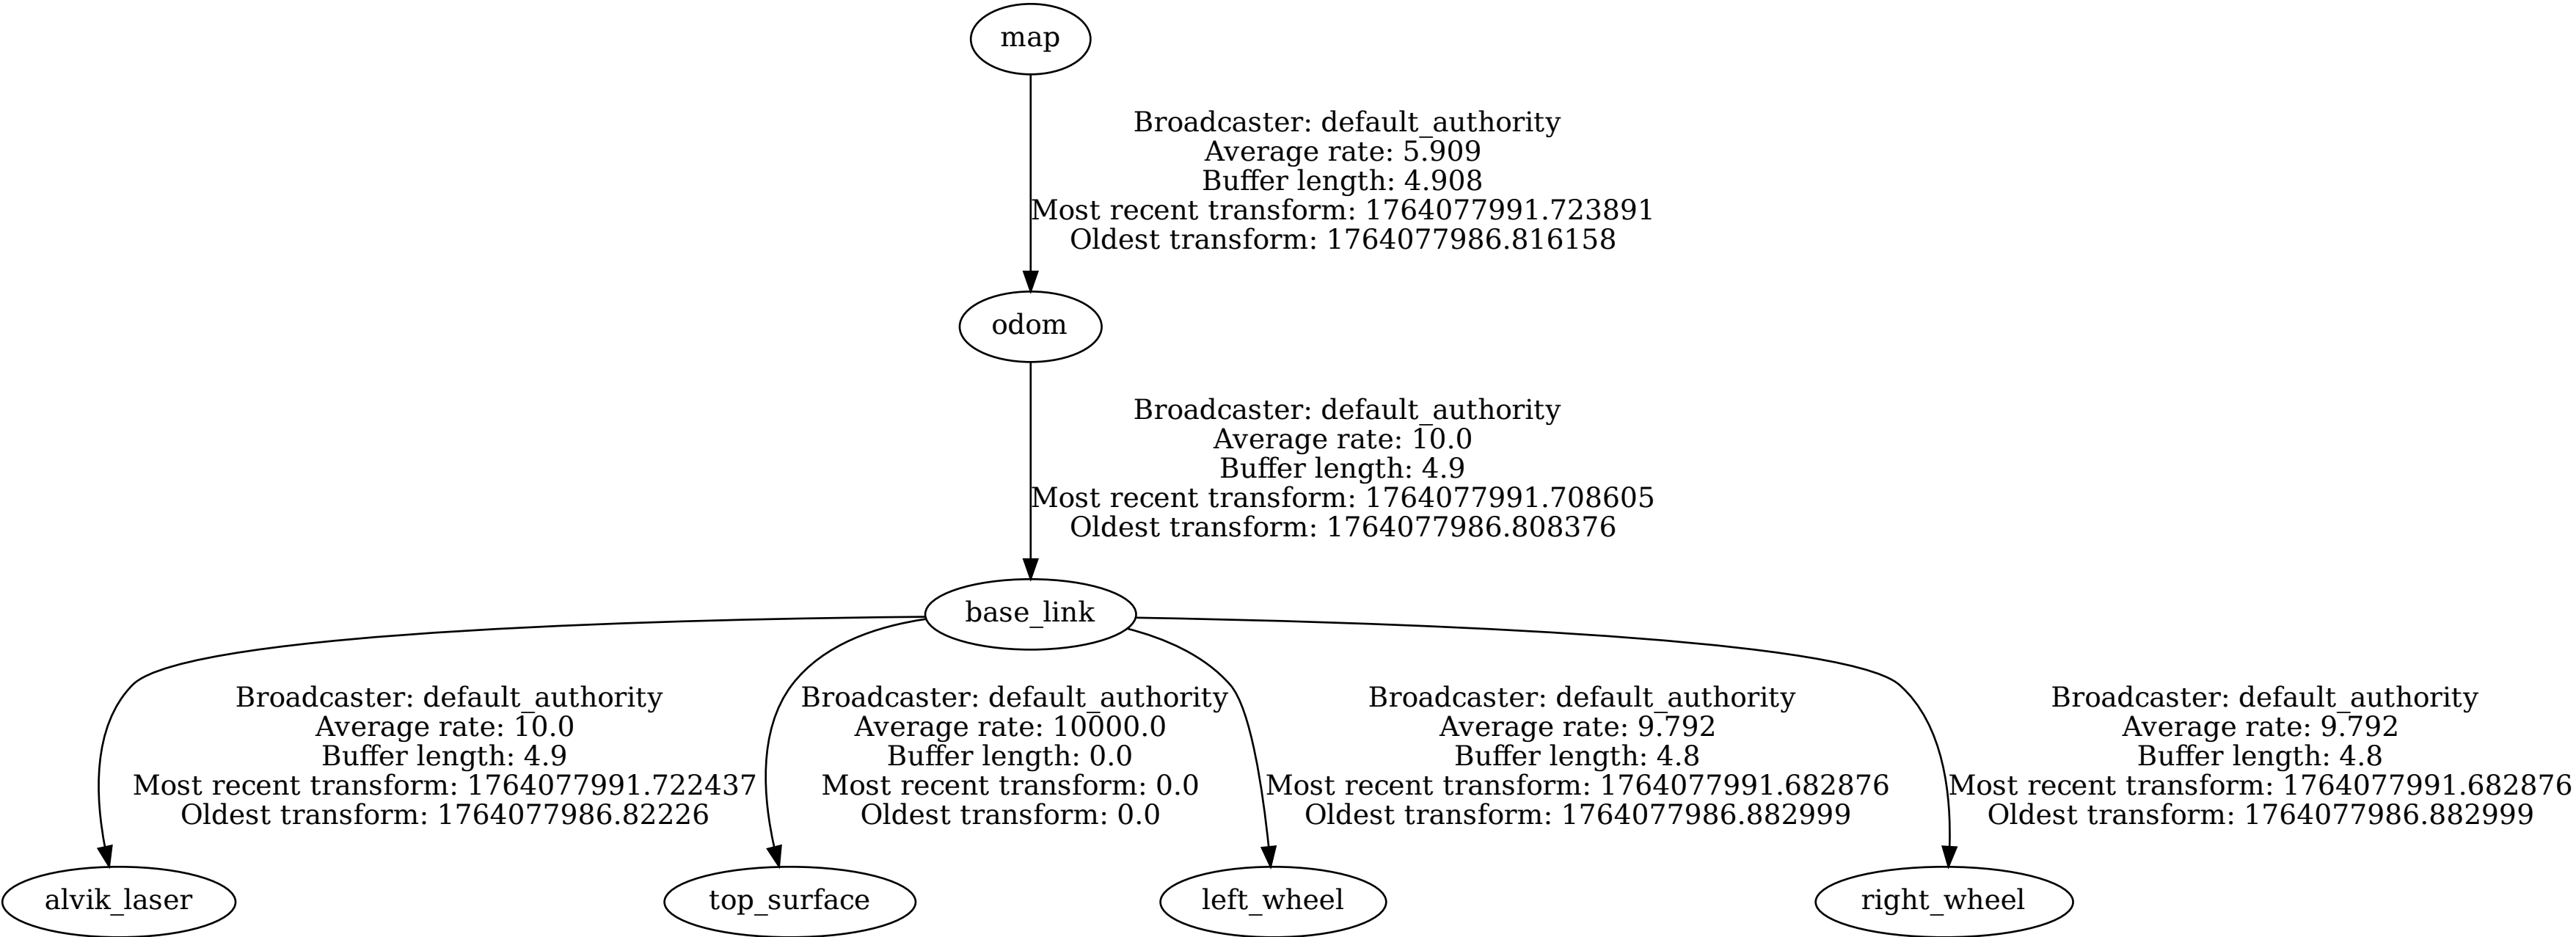 map
Broadcaster: default_authority
Average rate: 5.909
Buffer length: 4.908
Most recent transform: 1764077991.723891
Oldest transform: 1764077986.816158
odom
Broadcaster: default_authority
Average rate: 10.0
Buffer length: 4.9
Most recent transform: 1764077991.708605
Oldest transform: 1764077986.808376
base_link
Broadcaster: default_authority
Average rate: 10.0
Buffer length: 4.9
Most recent transform: 1764077991.722437
Oldest transform: 1764077986.82226
Broadcaster: default_authority
Average rate: 10000.0
Buffer length: 0.0
Most recent transform: 0.0
Oldest transform: 0.0
Broadcaster: default_authority
Average rate: 9.792
Buffer length: 4.8
Most recent transform: 1764077991.682876
Oldest transform: 1764077986.882999
Broadcaster: default_authority
Average rate: 9.792
Buffer length: 4.8
Most recent transform: 1764077991.682876
Oldest transform: 1764077986.882999
alvik_laser
top_surface
left_wheel
right_wheel